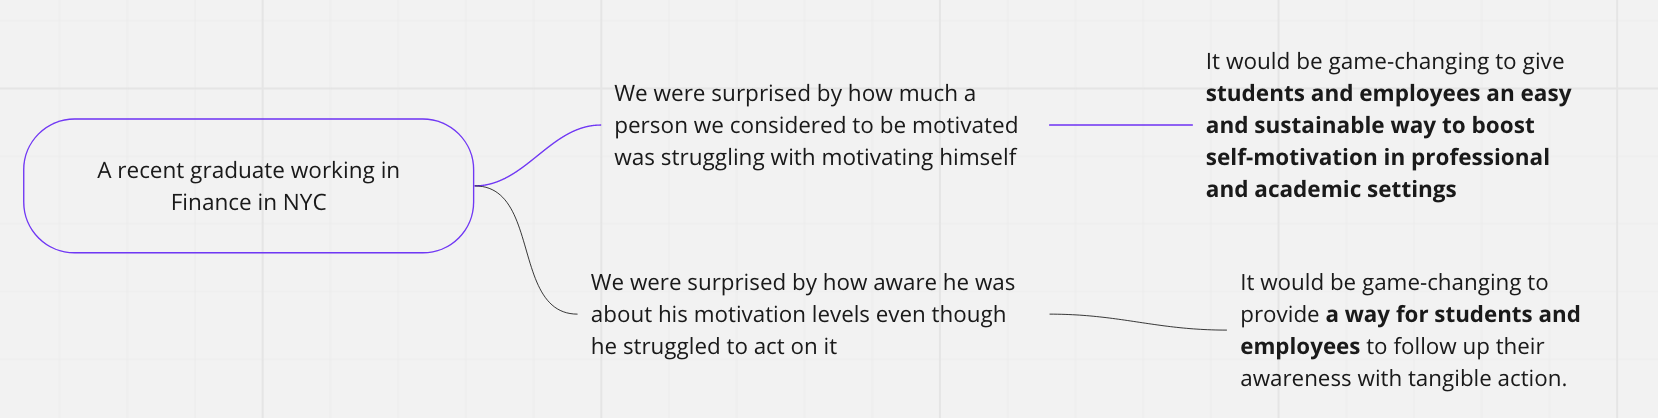 A recent graduate working in
Finance in NYC
We were surprised by how much a
person we considered to be motivated
was struggling with motivating himself
It would be game-changing to give
students and employees an easy
and sustainable way to boost
self-motivation in professional
and academic settings
We were surprised by how aware he was
about his motivation levels even though
he struggled to act on it
It would be game-changing to
provide a way for students and
employees to follow up their
awareness with tangible action.